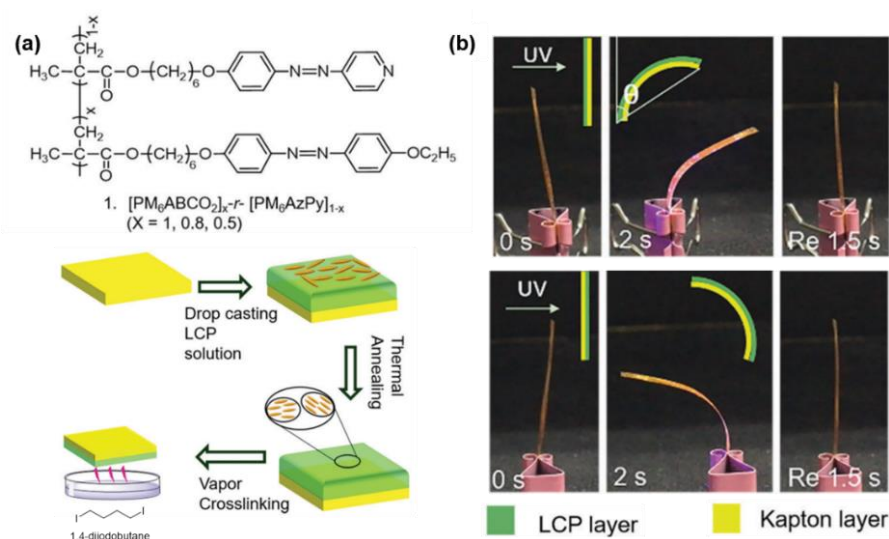 (a)
1-x
CH₂
H₃C
C
O
O-(CH₂)₆O
N=N
N
x
CH₂
H₃C
C
O
O-(CH₂)₆O
N=N
OC₂H₅
1. [PM₆ABCO₂]ₓ-r- [PM₆AzPy]₁₋ₓ
(X = 1, 0.8, 0.5)
Drop casting
LCP
solution
Thermal
Annealing
Vapor
Crosslinking
I
I
1,4-diiodobutane
(b)
UV
0 s
θ
2 s
Re 1.5 s
UV
0 s
2 s
Re 1.5 s
LCP layer
Kapton layer